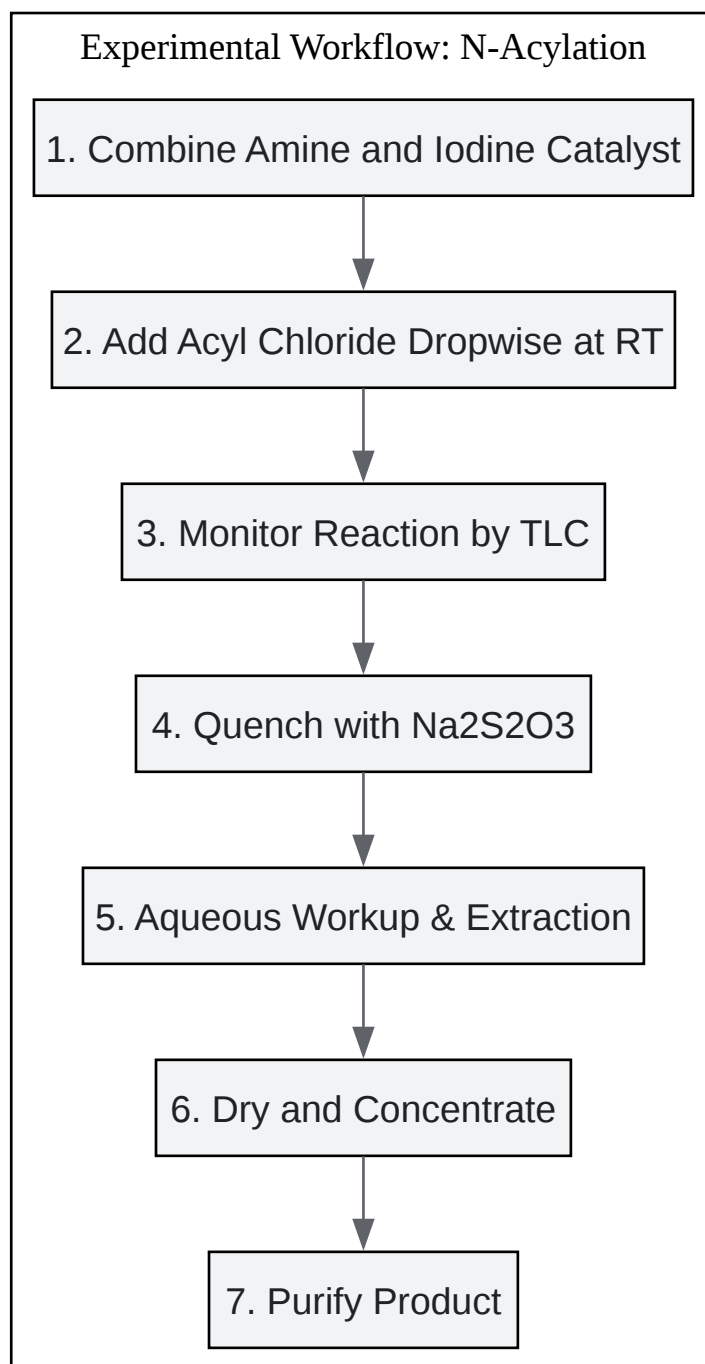 Experimental Workflow: N-Acylation
1. Combine Amine and Iodine Catalyst
2. Add Acyl Chloride Dropwise at RT
3. Monitor Reaction by TLC
4. Quench with Na2S2O3
5. Aqueous Workup & Extraction
6. Dry and Concentrate
7. Purify Product